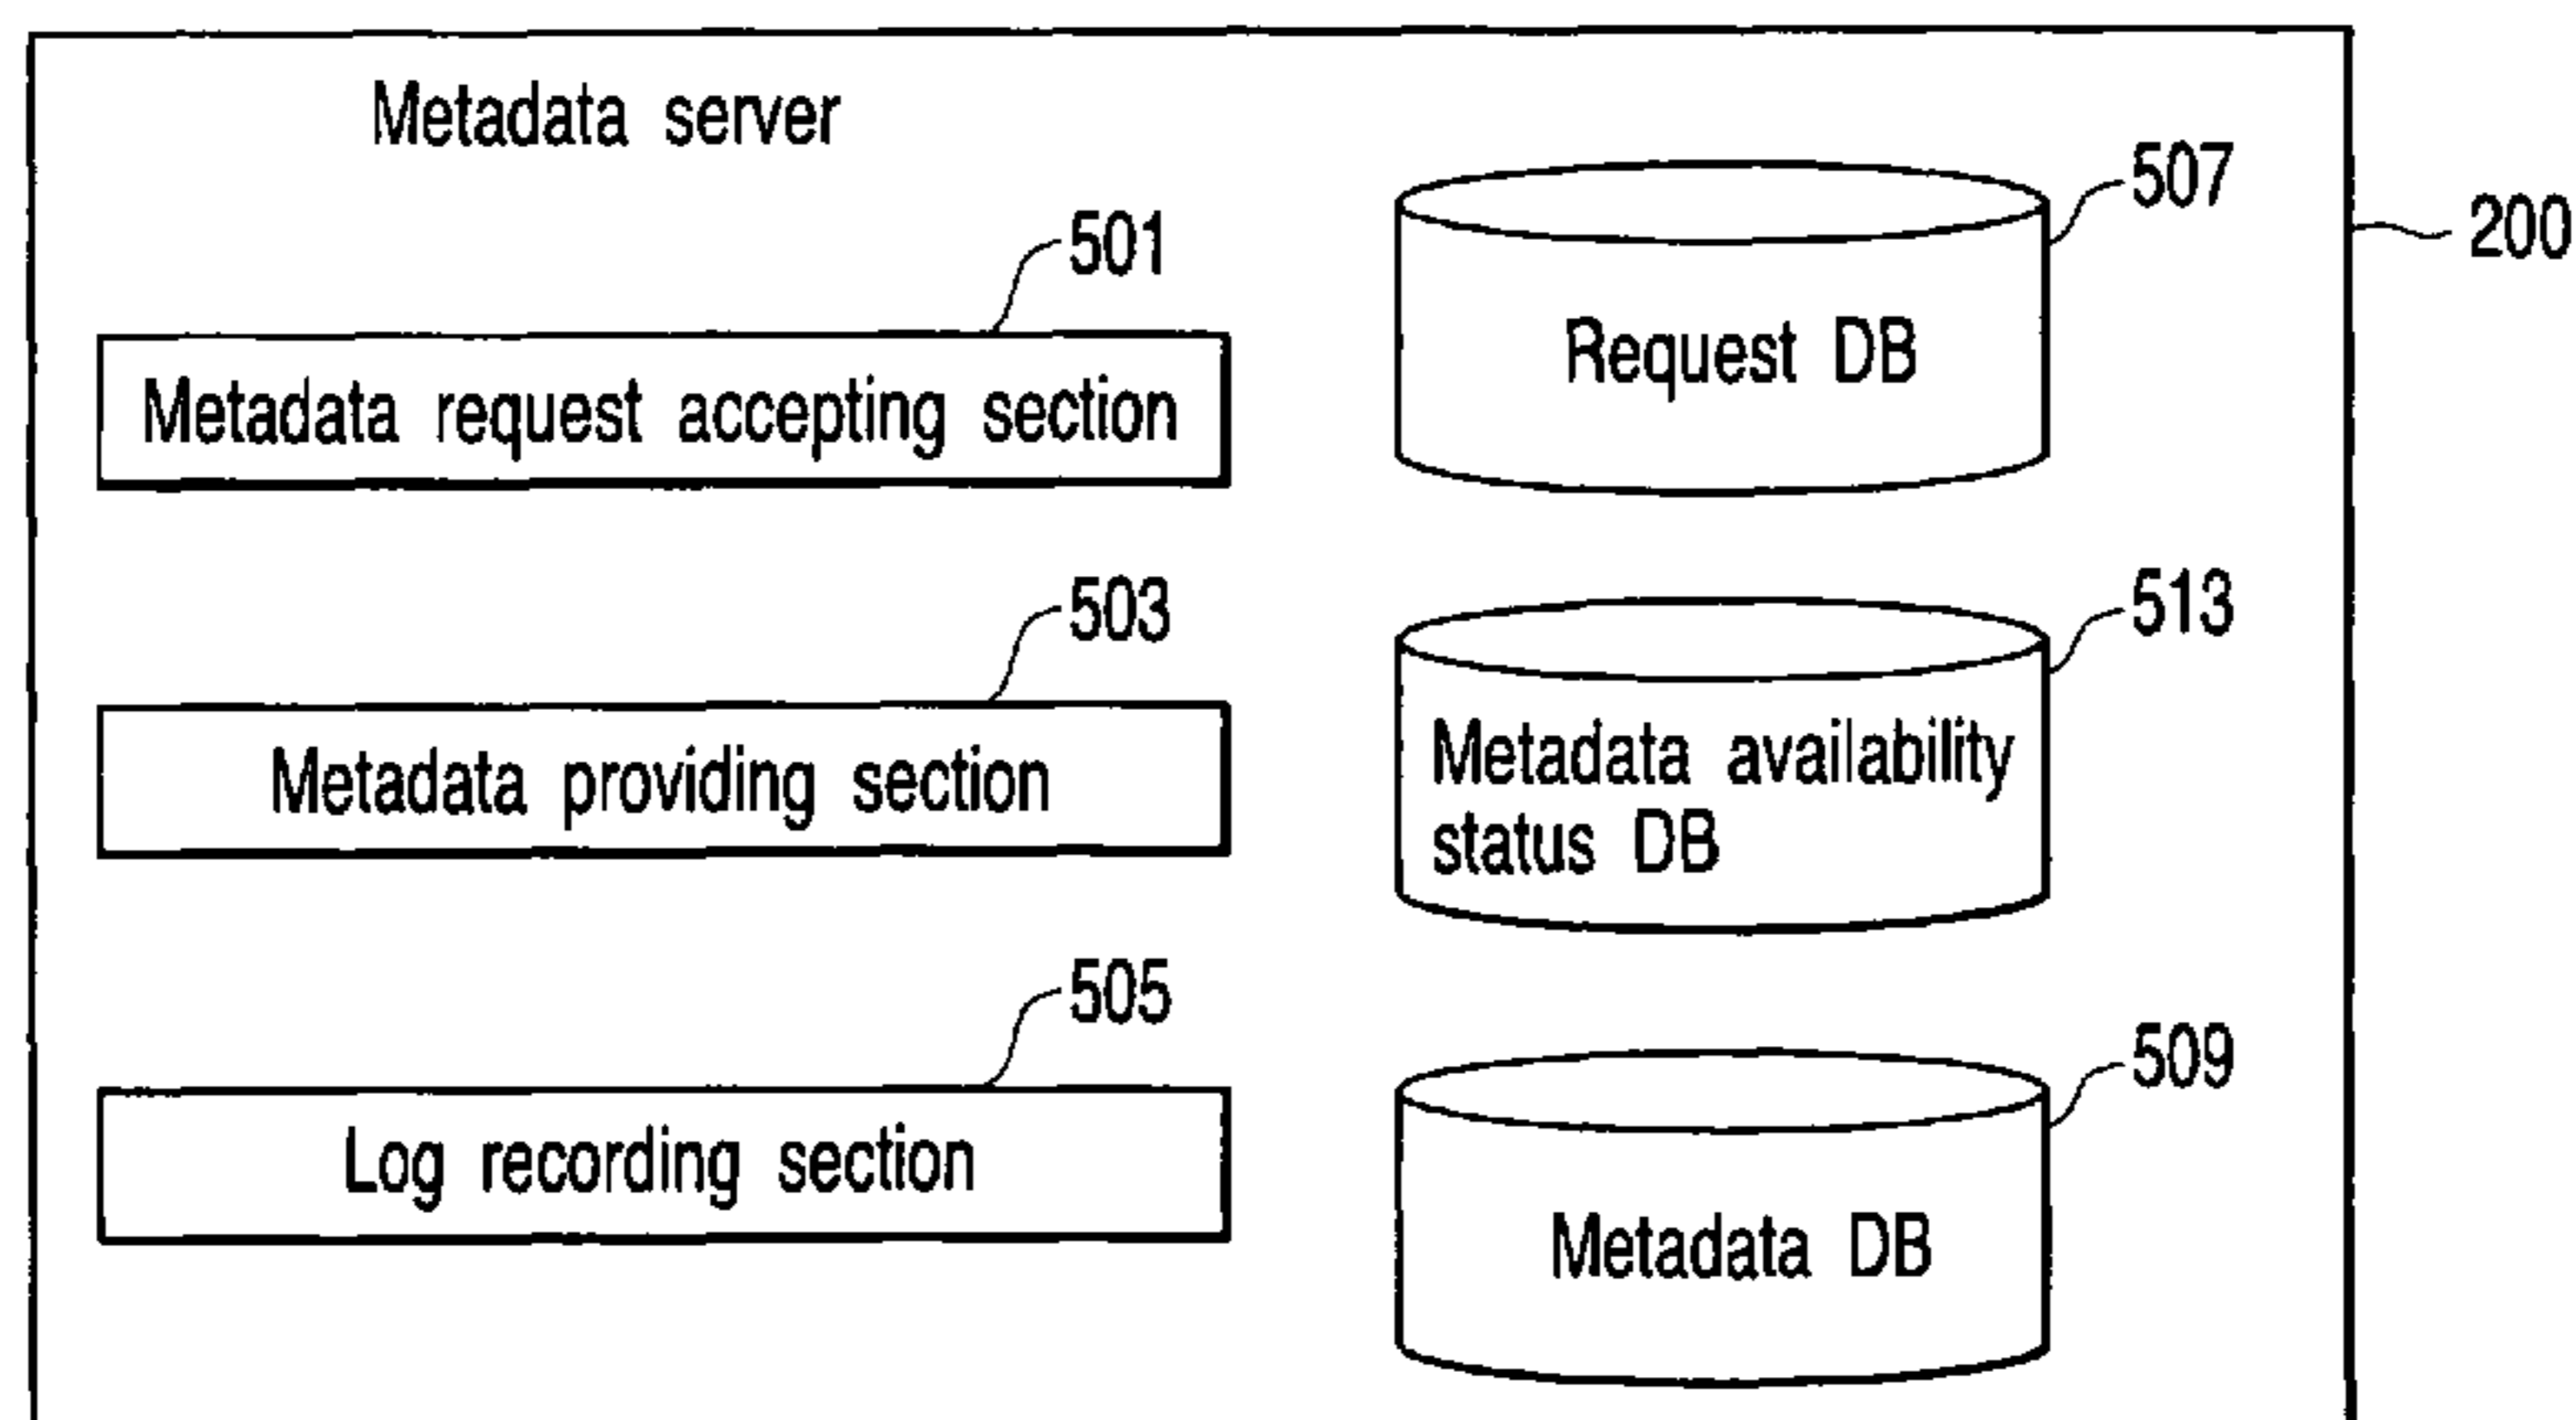 Metadata server
507
200
501
Request DB
Metadata request accepting section
503
513
Metadata providing section
Metadata availability
status DB
505
509
Log recording section
Metadata DB